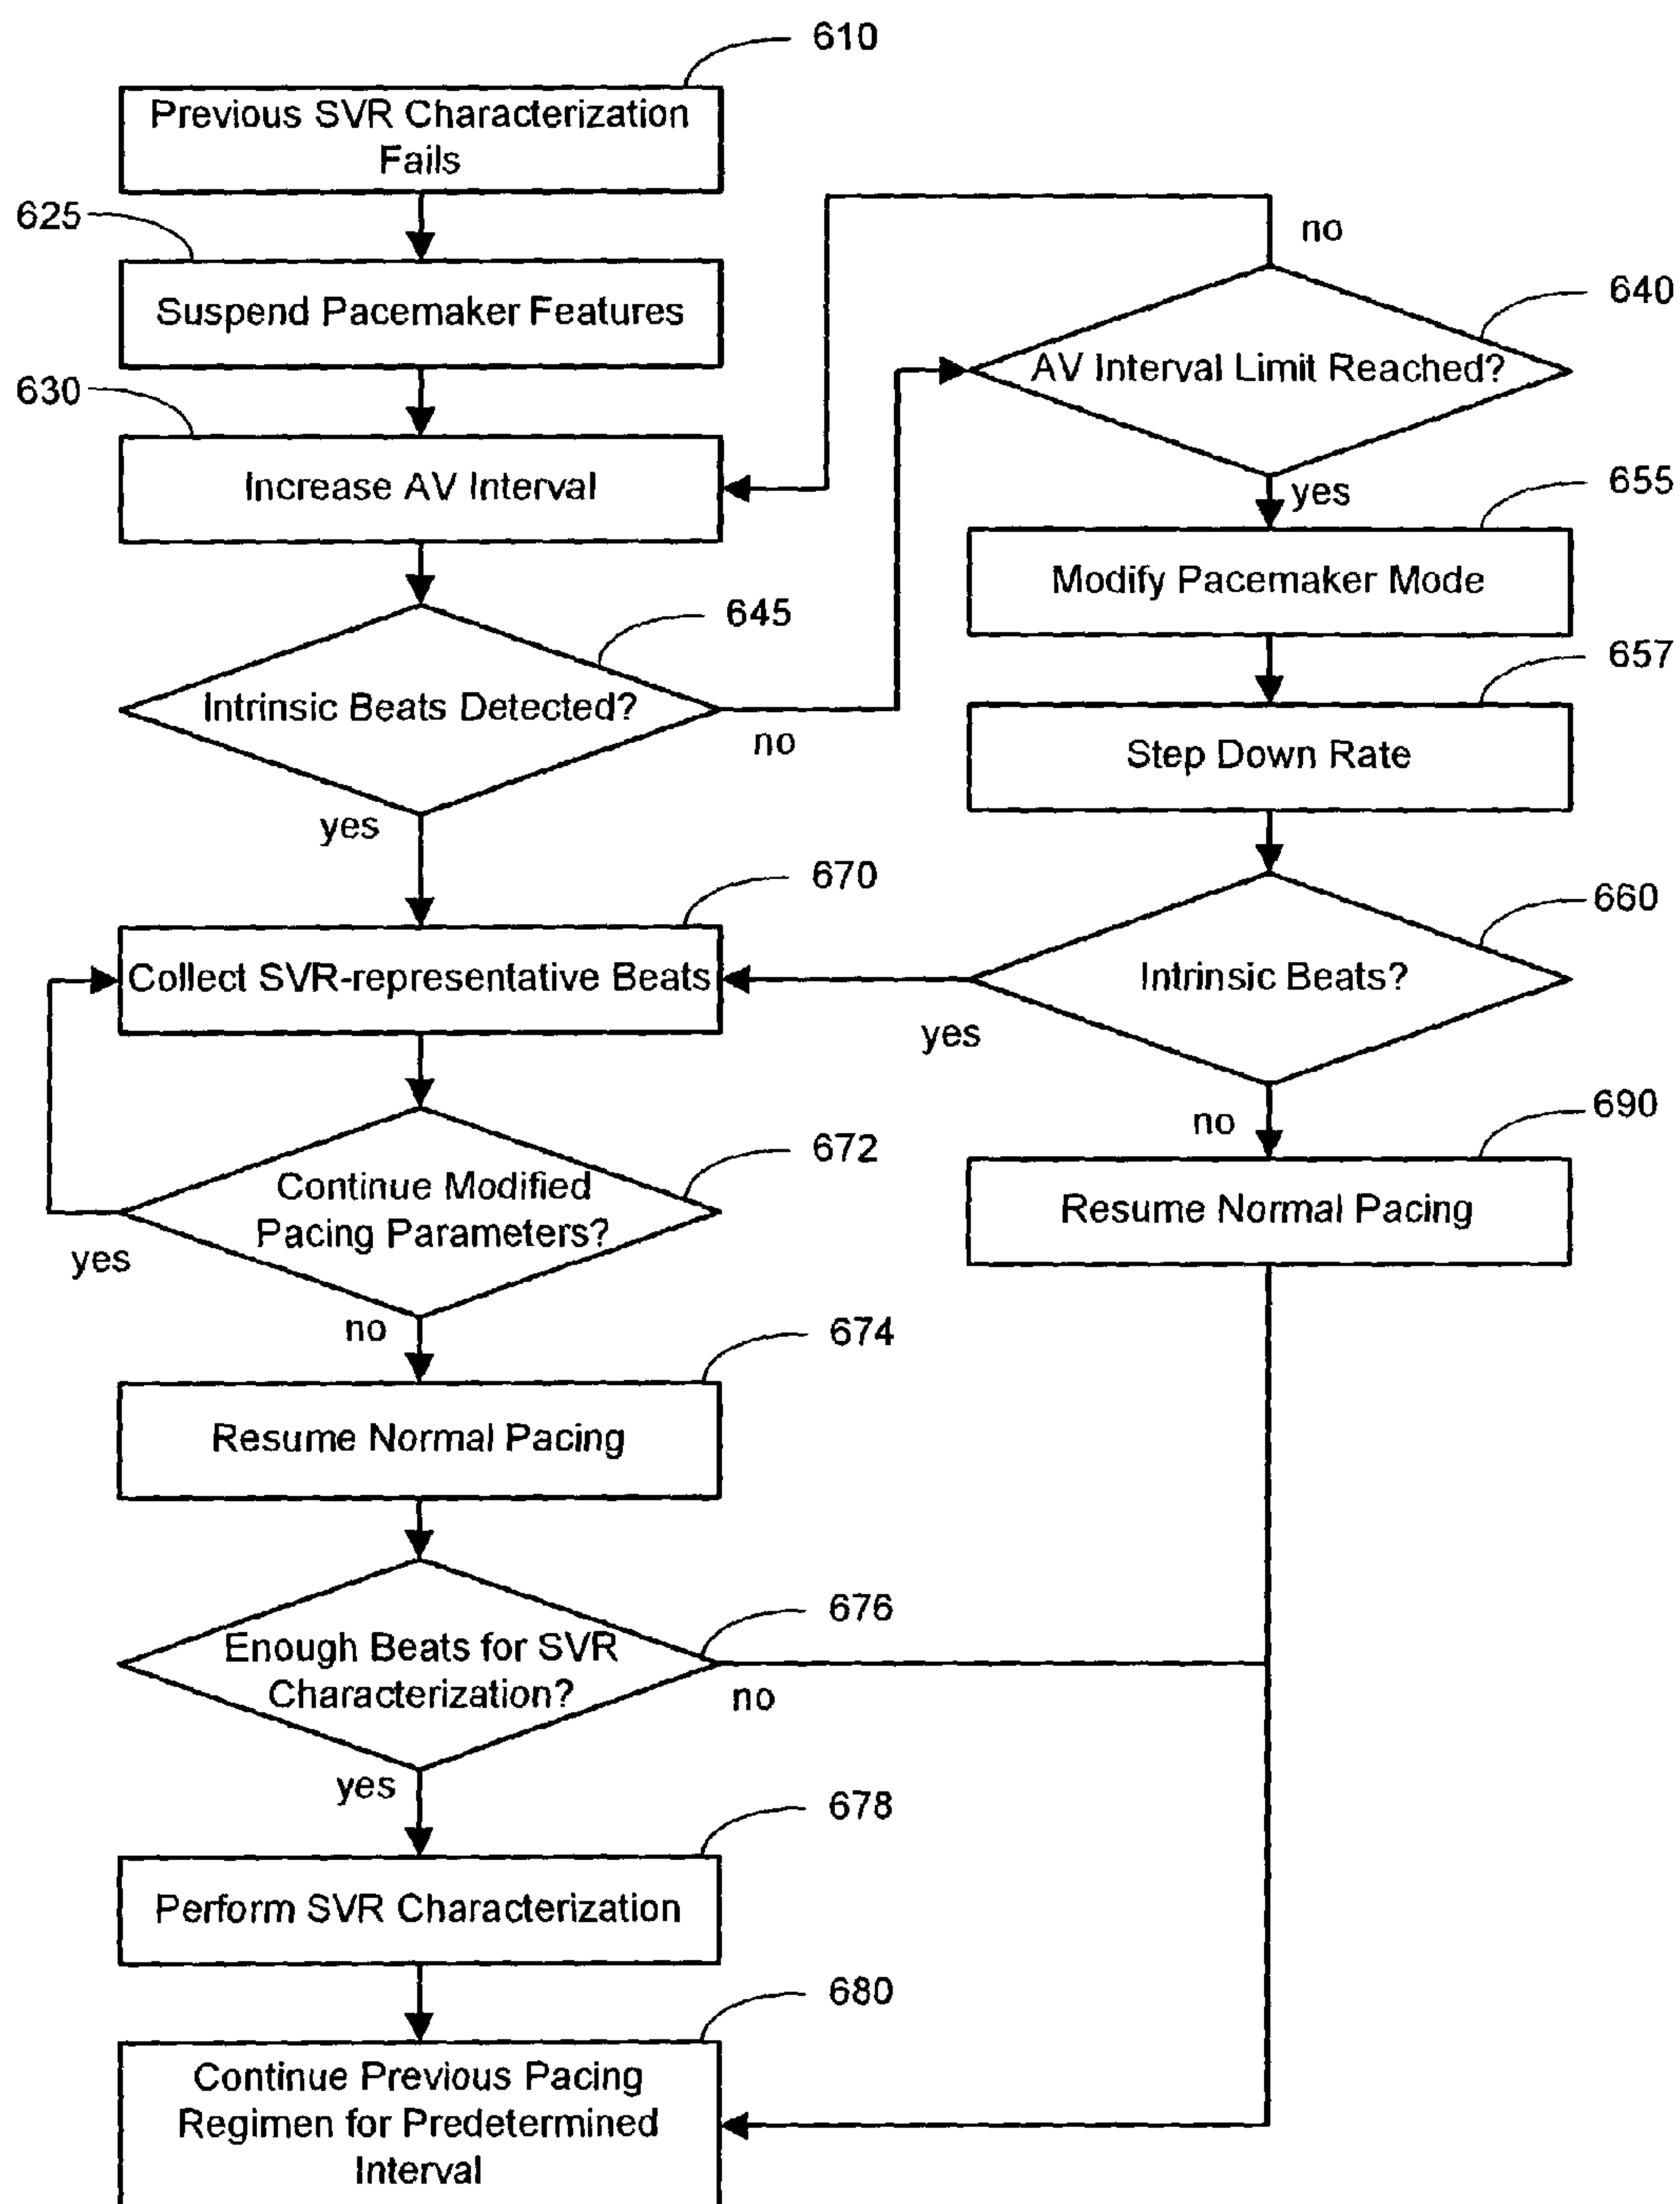 610
Previous SVR Characterization
Fails
625
Suspend Pacemaker Features
630
Increase AV Interval
no
640
AV Interval Limit Reached?
yes
655
Modify Pacemaker Mode
645
Intrinsic Beats Detected?
no
yes
657
Step Down Rate
670
Collect SVR-representative Beats
660
Intrinsic Beats?
yes
no
690
Resume Normal Pacing
672
Continue Modified
Pacing Parameters?
yes
no
674
Resume Normal Pacing
676
Enough Beats for SVR
Characterization?
no
yes
678
Perform SVR Characterization
680
Continue Previous Pacing
Regimen for Predetermined
Interval